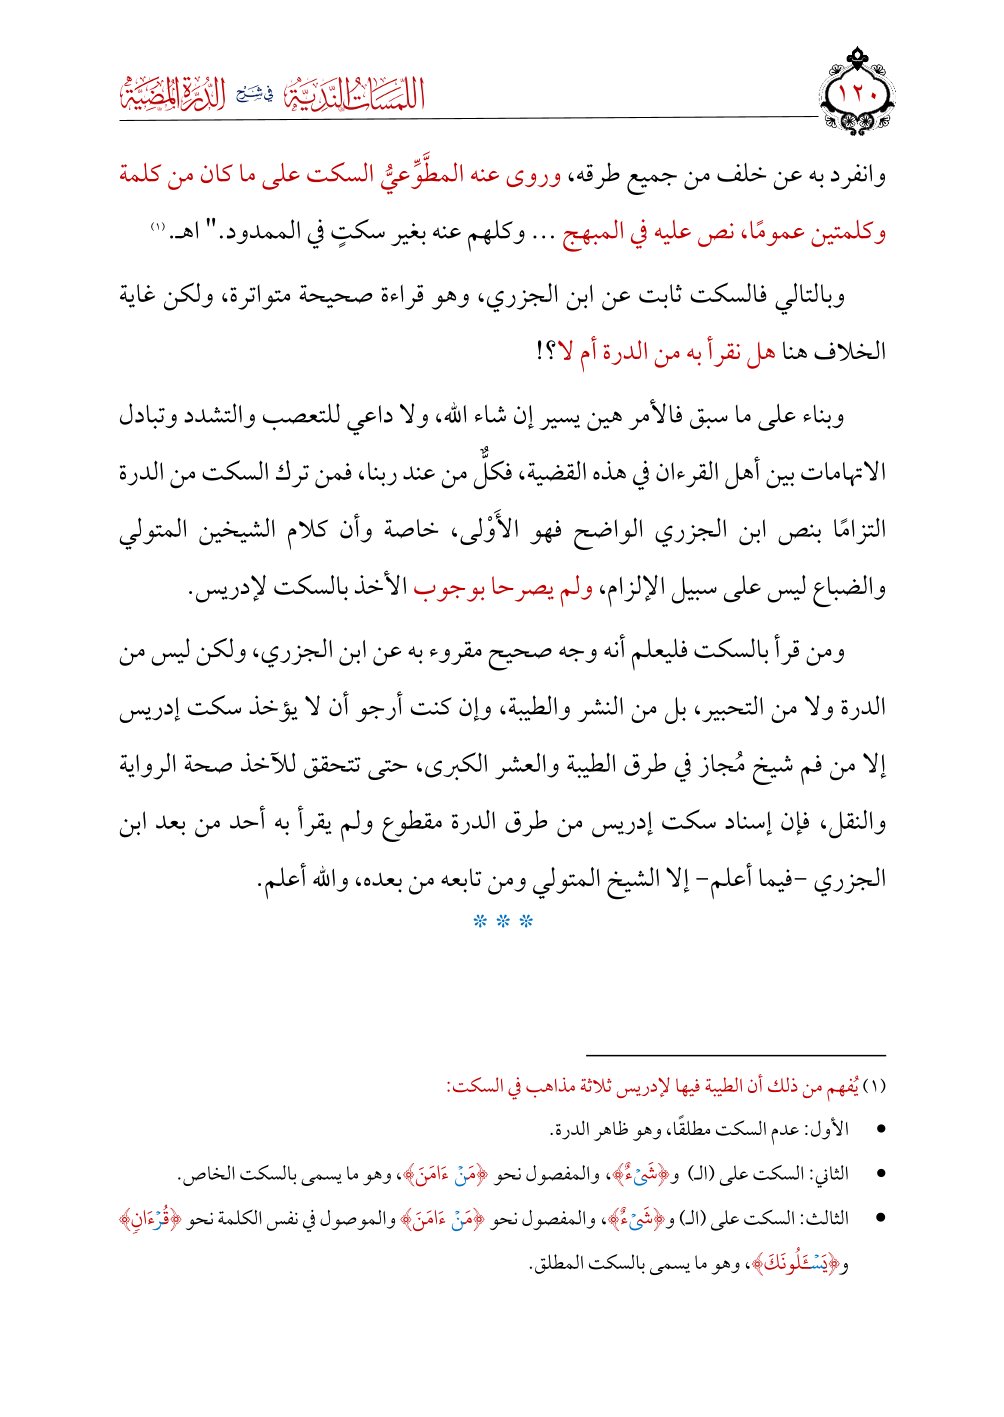 ١٢٠
اللمسات الندية في شرح الدرة المضية
وانفرد به عن خلف من جميع طرقه، وروى عنه المطَّوِّعيُّ السكت على ما كان من كلمة
وكلمتين عمومًا، نص عليه في المبهج ... وكلهم عنه بغير سكتٍ في الممدود." اهـ.(١)
وبالتالي فالسكت ثابت عن ابن الجزري، وهو قراءة صحيحة متواترة، ولكن غاية
الخلاف هنا هل نقرأ به من الدرة أم لا؟!
وبناء على ما سبق فالأمر هين يسير إن شاء الله، ولا داعي للتعصب والتشدد وتبادل
الاتهامات بين أهل القرءان في هذه القضية، فكلٌّ من عند ربنا، فمن ترك السكت من الدرة
التزامًا بنص ابن الجزري الواضح فهو الأَوْلى، خاصة وأن كلام الشيخين المتولي
والضباع ليس على سبيل الإلزام، ولم يصرحا بوجوب الأخذ بالسكت لإدريس.
ومن قرأ بالسكت فليعلم أنه وجه صحيح مقروء به عن ابن الجزري، ولكن ليس من
الدرة ولا من التحبير، بل من النشر والطيبة، وإن كنت أرجو أن لا يؤخذ سكت إدريس
إلا من فم شيخ مُجاز في طرق الطيبة والعشر الكبرى، حتى تتحقق للآخذ صحة الرواية
والنقل، فإن إسناد سكت إدريس من طرق الدرة مقطوع ولم يقرأ به أحد من بعد ابن
الجزري –فيما أعلم– إلا الشيخ المتولي ومن تابعه من بعده، والله أعلم.
* * *
(١) يُفهم من ذلك أن الطيبة فيها لإدريس ثلاثة مذاهب في السكت:
• الأول: عدم السكت مطلقًا، وهو ظاهر الدرة.
• الثاني: السكت على (الـ) و﴿شَيْءٌ﴾، والمفصول نحو ﴿مَنْ ءَامَنَ﴾، وهو ما يسمى بالسكت الخاص.
• الثالث: السكت على (الـ) و﴿شَيْءٌ﴾، والمفصول نحو ﴿مَنْ ءَامَنَ﴾ والموصول في نفس الكلمة نحو ﴿قُرْءَانٍ﴾
و﴿يَسْـَٔلُونَكَ﴾، وهو ما يسمى بالسكت المطلق.